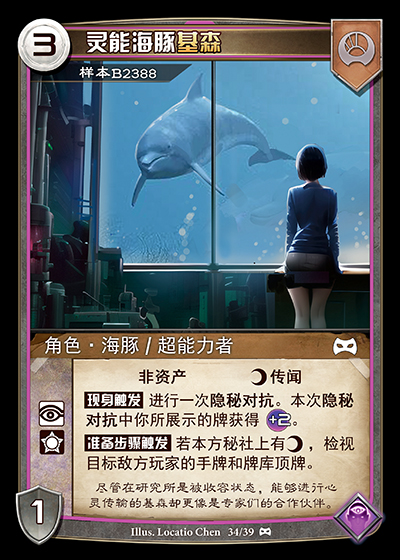 3
灵能海豚基森
样本B2388
角色·海豚/超能力者
非资产 传闻
现身触发 进行一次隐秘对抗。本次隐秘
对抗中你所展示的牌获得 +2。
准备步骤触发 若本方秘社上有，检视
目标敌方玩家的手牌和牌库顶牌。
尽管在研究所是被收容状态，能够进行心
灵传输的基森却更像是专家们的合作伙伴。
1
Illus. Locatio Chen 34/39